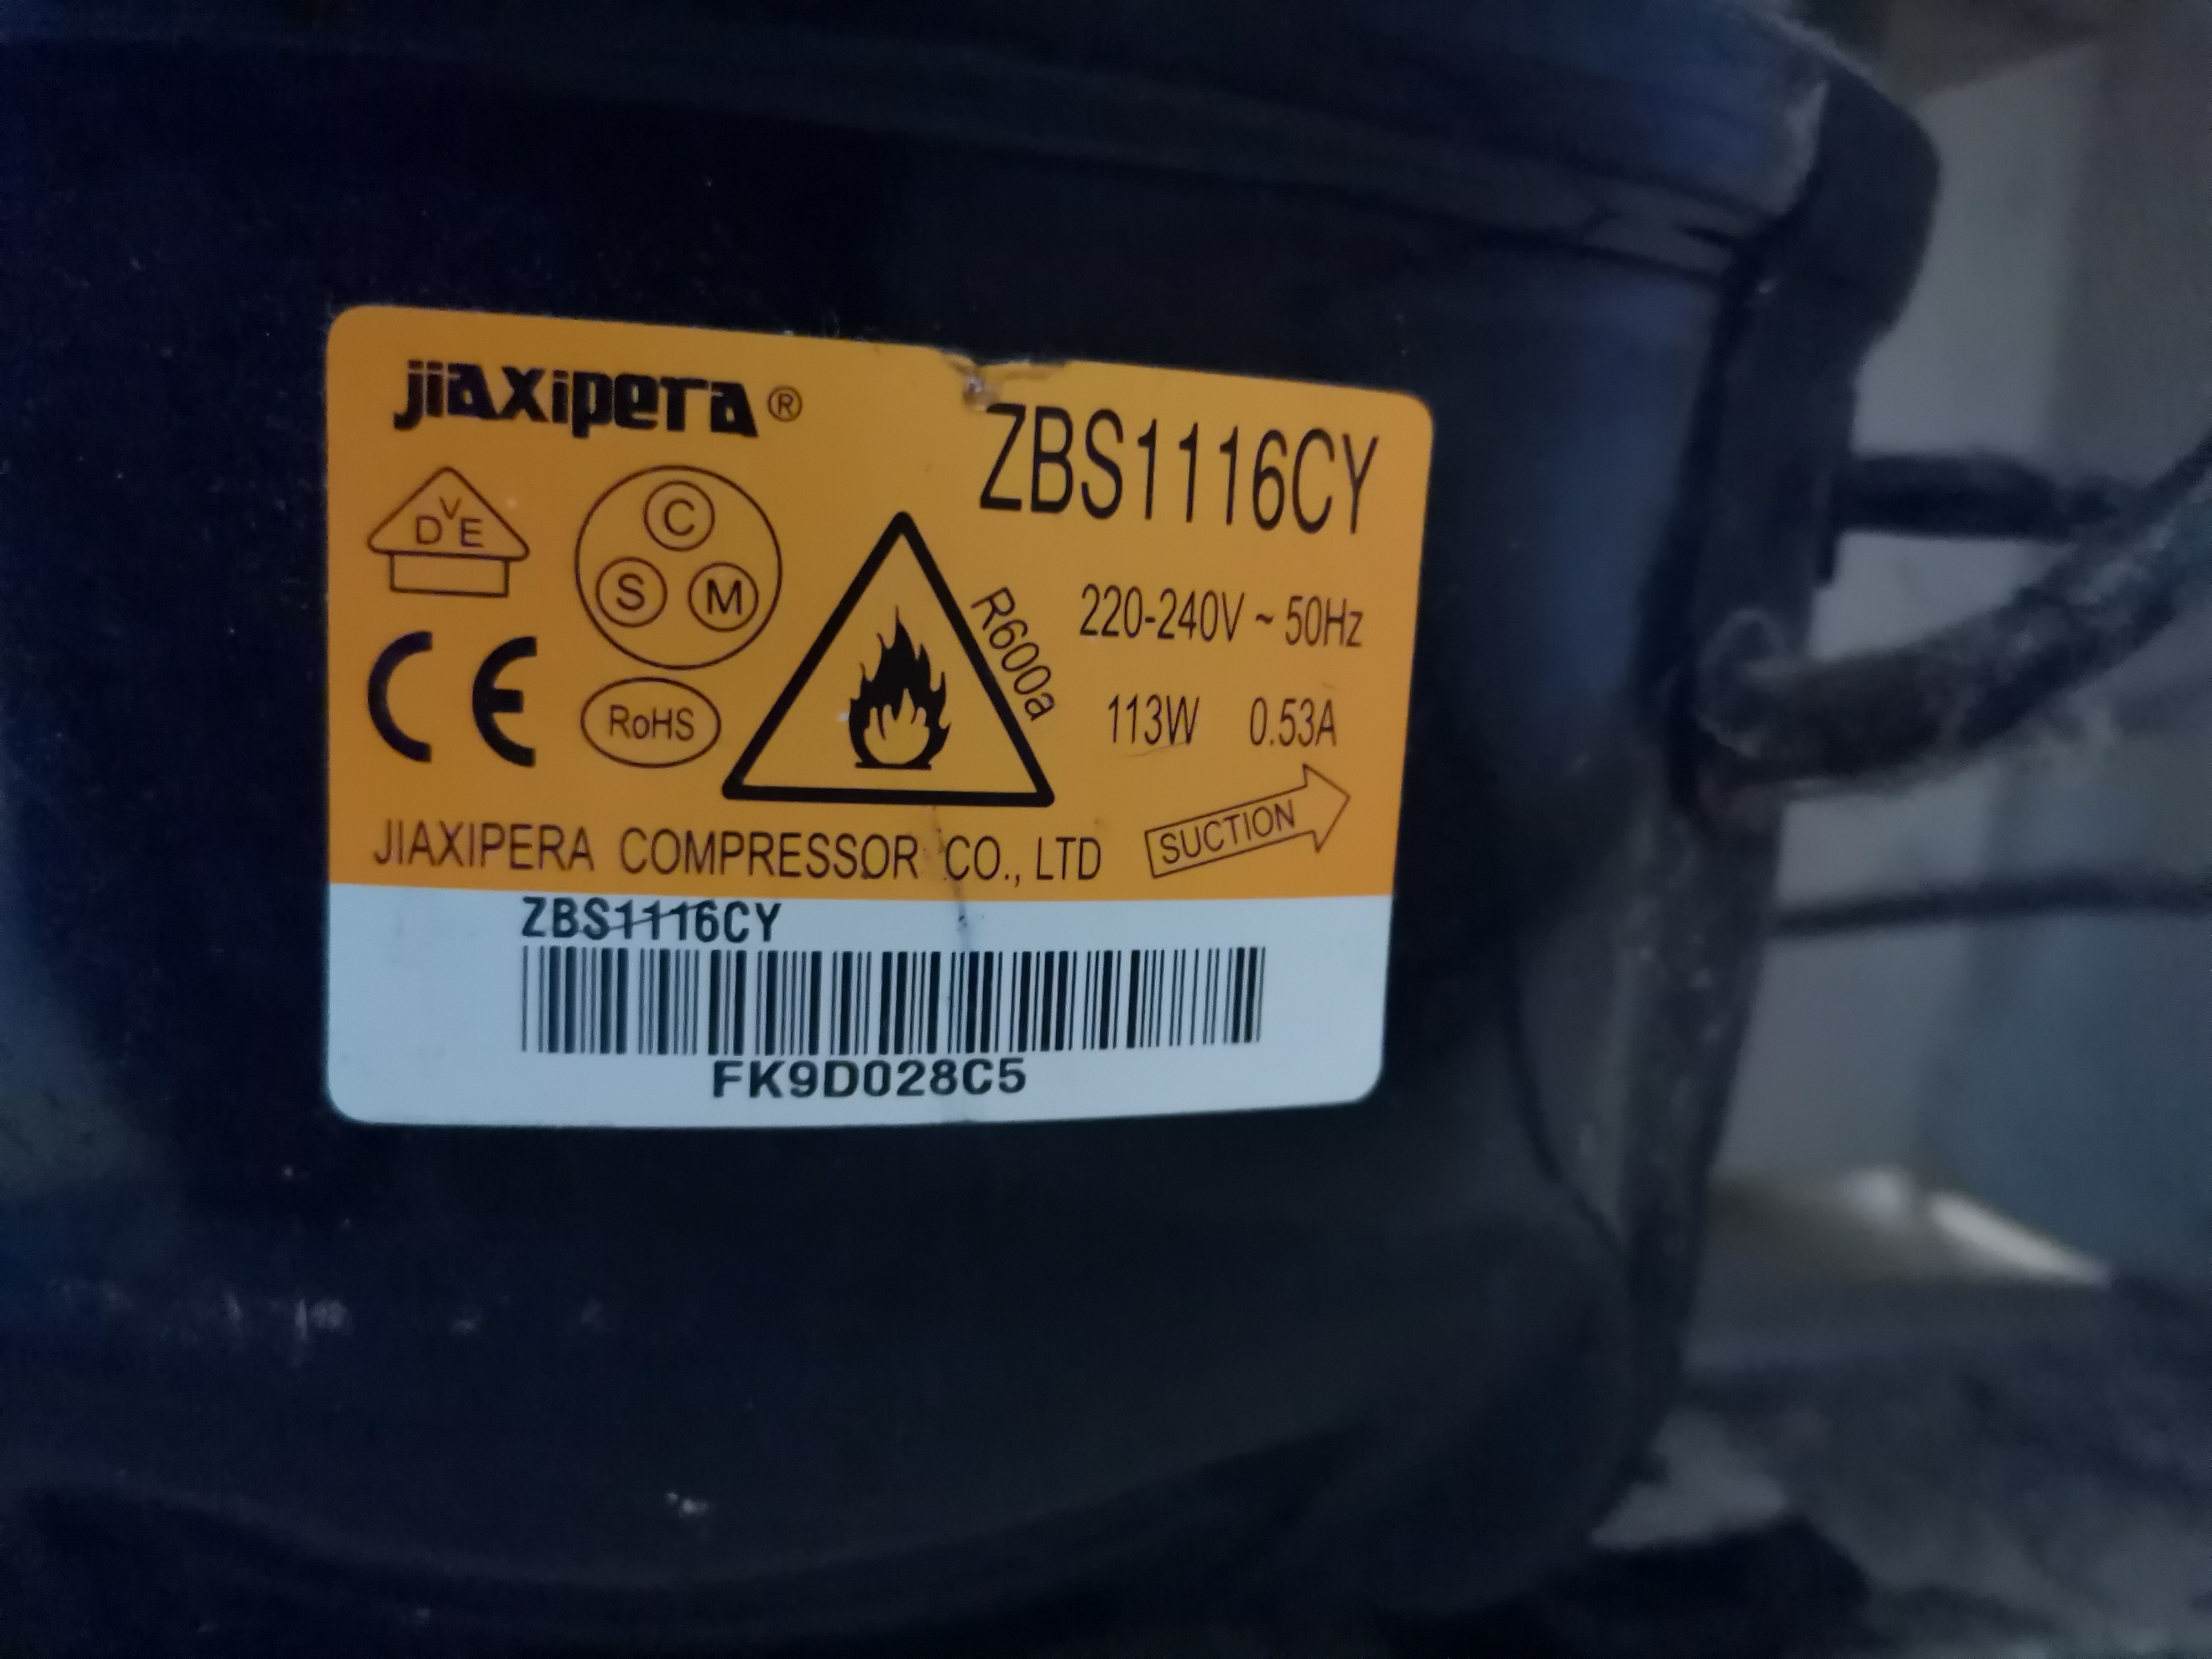 jiaxipera®
ZBS1116CY
VDE
C
S M
CE
RoHS
R600a
220-240V ~ 50Hz
113W 0.53A
SUCTION
JIAXIPERA COMPRESSOR CO., LTD
ZBS1116CY
FK9D028C5